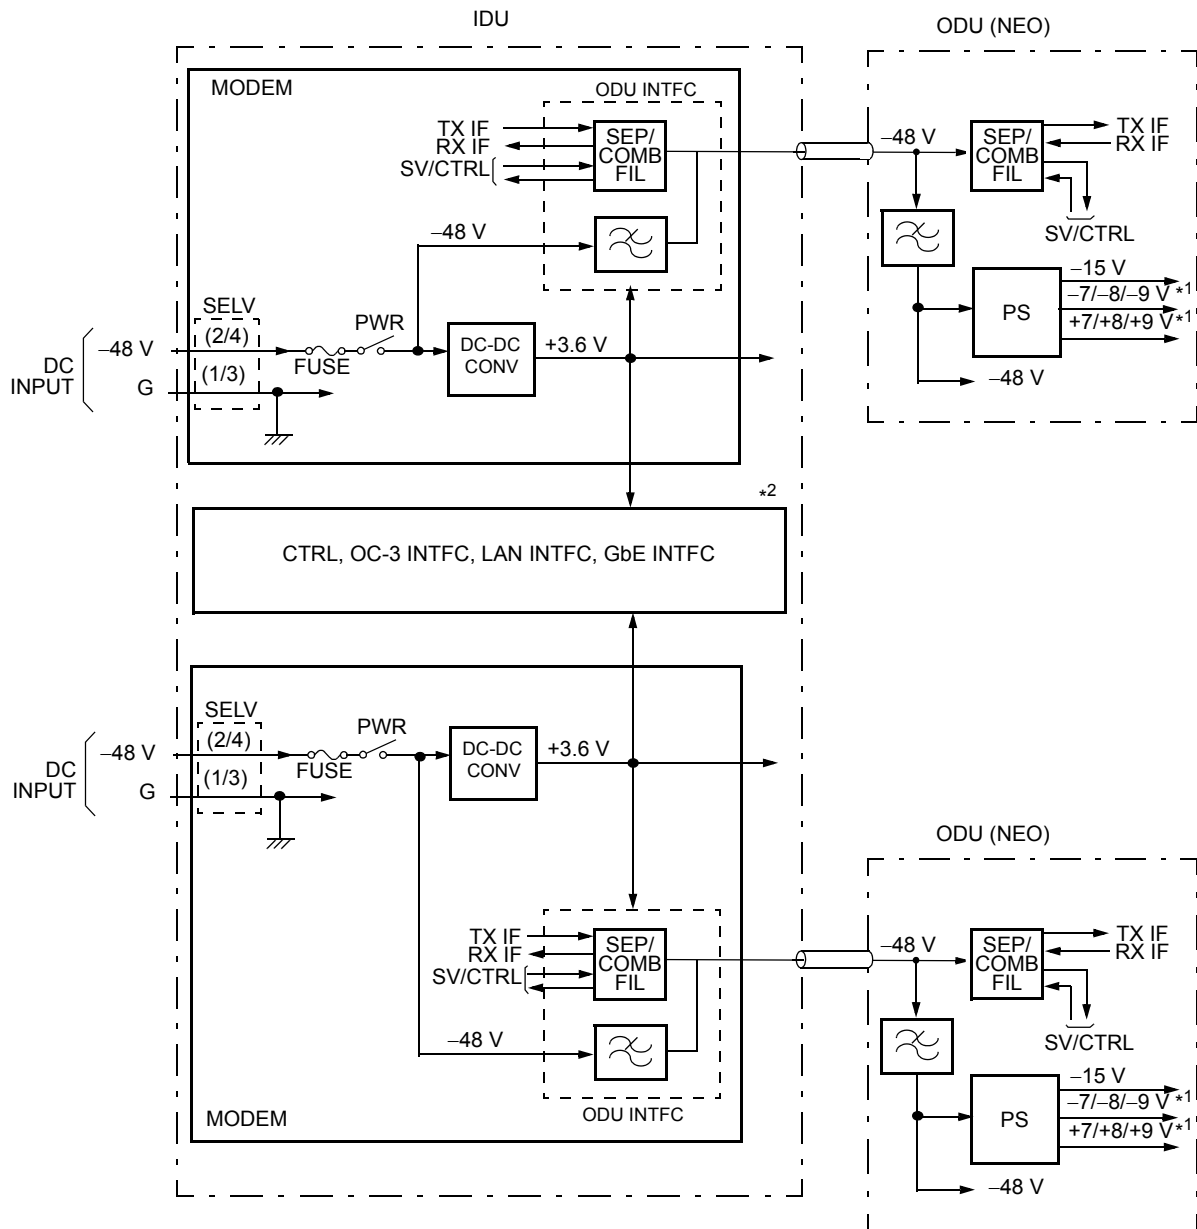 IDU
ODU (NEO)
MODEM
ODU INTFC
TX IF
RX IF
SV/CTRL
SEP/
COMB
FIL
–48 V
–48 V
SEP/
COMB
FIL
TX IF
RX IF
SV/CTRL
SELV
DC
INPUT
–48 V
(2/4)
G
(1/3)
FUSE
PWR
DC-DC
CONV
+3.6 V
PS
–15 V
–7/–8/–9 V *1
+7/+8/+9 V *1
–48 V
*2
CTRL, OC-3 INTFC, LAN INTFC, GbE INTFC
SELV
DC
INPUT
–48 V
(2/4)
G
(1/3)
FUSE
PWR
DC-DC
CONV
+3.6 V
ODU (NEO)
TX IF
RX IF
SV/CTRL
SEP/
COMB
FIL
–48 V
–48 V
SEP/
COMB
FIL
TX IF
RX IF
SV/CTRL
ODU INTFC
MODEM
PS
–15 V
–7/–8/–9 V *1
+7/+8/+9 V *1
–48 V